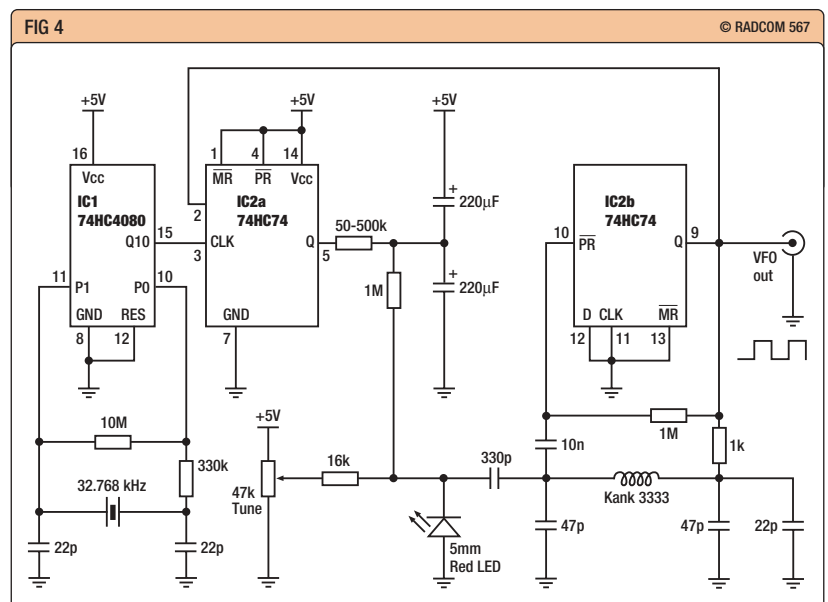 FIG 4
© RADCOM 567
+5V
+5V
+5V
16
Vcc
IC1
74HC4080
Q10
15
11
P1
P0
10
GND
RES
8
12
1
4
14
MR
PR
Vcc
2
IC2a
74HC74
3
CLK
Q
5
GND
7
50-500k
1M
+
220µF
+
220µF
IC2b
74HC74
10
PR
Q
9
D
CLK
MR
12
11
13
VFO
out
10M
330k
32.768 kHz
22p
22p
+5V
47k
Tune
16k
5mm
Red LED
330p
10n
1M
1k
Kank 3333
47p
47p
22p